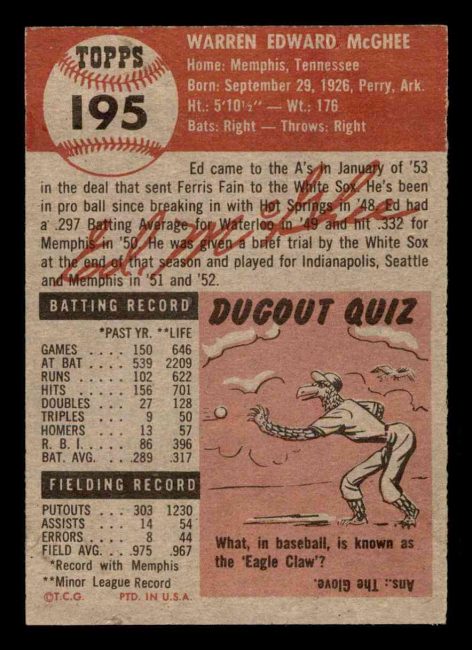 TOPPS
195
WARREN EDWARD McGHEE
Home: Memphis, Tennessee
Born: September 29, 1926, Perry, Ark.
Ht.: 5'10½" — Wt.: 176
Bats: Right — Throws: Right
Ed came to the A's in January of '53
in the deal that sent Ferris Fain to the White Sox. He's been
in pro ball since breaking in with Hot Springs in '48. Ed had
a .297 Batting Average for Waterloo in '49 and hit .332 for
Memphis in '50. He was given a brief trial by the White Sox
at the end of that season and played for Indianapolis, Seattle
and Memphis in '51 and '52.
Ed. McGhee
BATTING RECORD
*PAST YR. **LIFE
GAMES .... 150 646
AT BAT .... 539 2209
RUNS ..... 102 622
HITS ...... 156 701
DOUBLES .. 27 128
TRIPLES ... 9 50
HOMERS ... 13 57
R. B. I. .... 86 396
BAT. AVG. .. .289 .317
FIELDING RECORD
PUTOUTS .. 303 1230
ASSISTS ... 14 54
ERRORS .... 8 44
FIELD AVG. . .975 .967
*Record with Memphis
**Minor League Record
©T.C.G. PTD. IN U.S.A.
DUGOUT QUIZ
What, in baseball, is known as
the 'Eagle Claw'?
Ans.: The Glove.